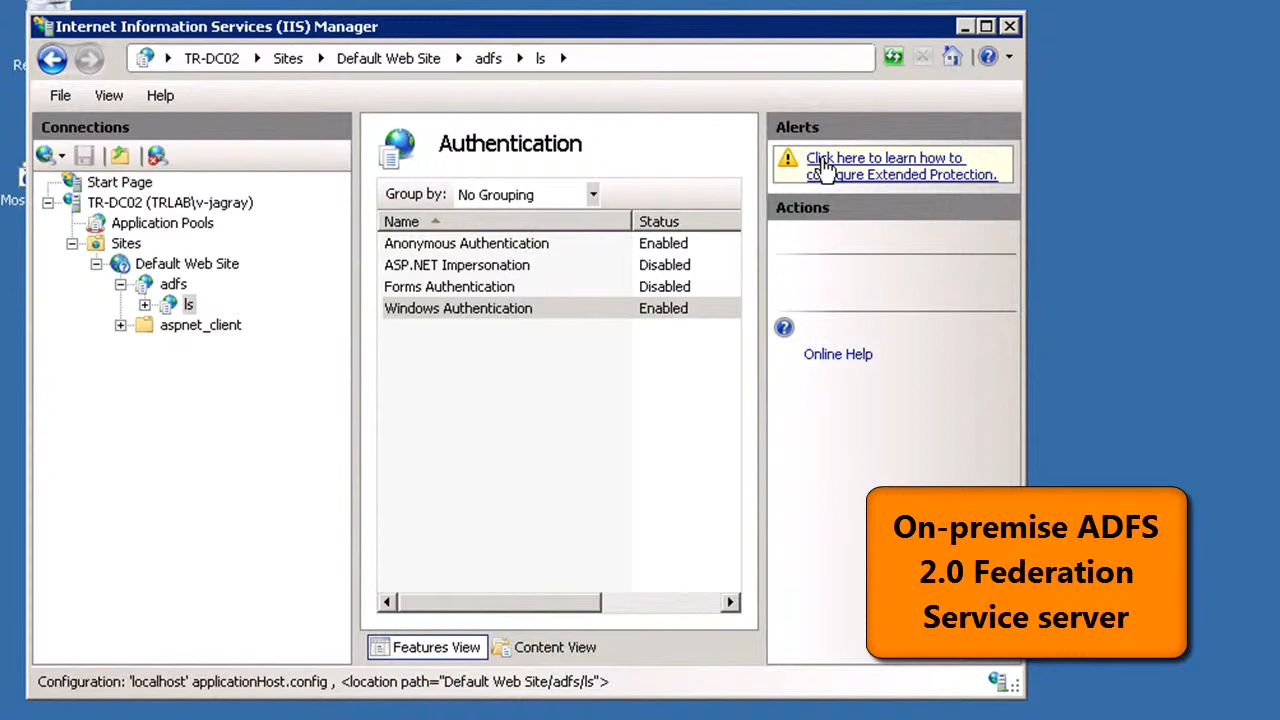 Internet Information Services (IIS) Manager
TR-DC02 Sites Default Web Site adfs ls
File View Help
Connections
Start Page
TR-DC02 (TRLAB\v-jagray)
Application Pools
Sites
Default Web Site
adfs
ls
aspnet_client
Authentication
Group by: No Grouping
Name Status
Anonymous Authentication Enabled
ASP.NET Impersonation Disabled
Forms Authentication Disabled
Windows Authentication Enabled
Features View Content View
Alerts
Click here to learn how to
configure Extended Protection.
Actions
Online Help
On-premise ADFS
2.0 Federation
Service server
Configuration: 'localhost' applicationHost.config , <location path="Default Web Site/adfs/ls">
Re
Mos